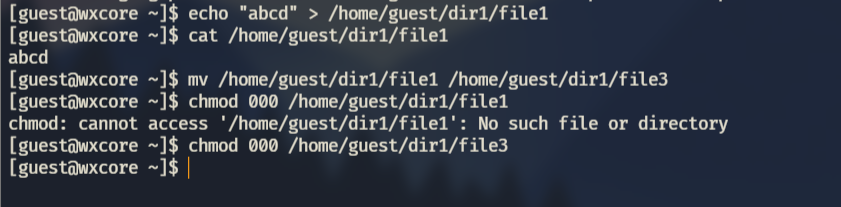 [guest@wxcore ~]$ echo "abcd" > /home/guest/dir1/file1
[guest@wxcore ~]$ cat /home/guest/dir1/file1
abcd
[guest@wxcore ~]$ mv /home/guest/dir1/file1 /home/guest/dir1/file3
[guest@wxcore ~]$ chmod 000 /home/guest/dir1/file1
chmod: cannot access '/home/guest/dir1/file1': No such file or directory
[guest@wxcore ~]$ chmod 000 /home/guest/dir1/file3
[guest@wxcore ~]$